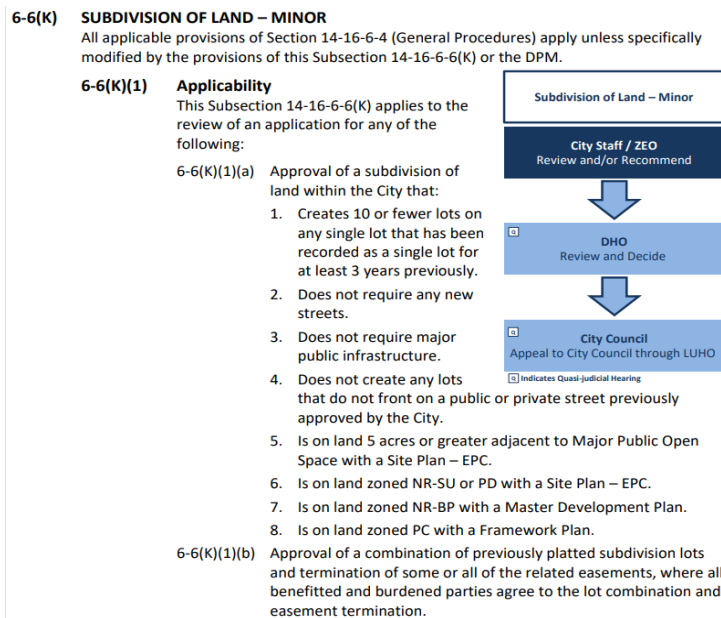 6-6(K) SUBDIVISION OF LAND – MINOR
All applicable provisions of Section 14-16-6-4 (General Procedures) apply unless specifically
modified by the provisions of this Subsection 14-16-6-6(K) or the DPM.
6-6(K)(1) Applicability
This Subsection 14-16-6-6(K) applies to the
review of an application for any of the
following:
6-6(K)(1)(a) Approval of a subdivision of
land within the City that:
1. Creates 10 or fewer lots on
any single lot that has been
recorded as a single lot for
at least 3 years previously.
2. Does not require any new
streets.
3. Does not require major
public infrastructure.
4. Does not create any lots
that do not front on a public or private street previously
approved by the City.
5. Is on land 5 acres or greater adjacent to Major Public Open
Space with a Site Plan – EPC.
6. Is on land zoned NR-SU or PD with a Site Plan – EPC.
7. Is on land zoned NR-BP with a Master Development Plan.
8. Is on land zoned PC with a Framework Plan.
6-6(K)(1)(b) Approval of a combination of previously platted subdivision lots
and termination of some or all of the related easements, where all
benefitted and burdened parties agree to the lot combination and
easement termination.
Subdivision of Land – Minor
City Staff / ZEO
Review and/or Recommend
Q
DHO
Review and Decide
Q
City Council
Appeal to City Council through LUHO
Q Indicates Quasi-judicial Hearing